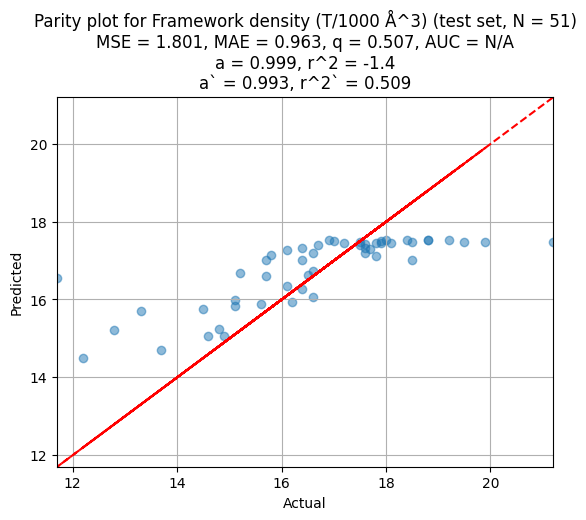 Parity plot for Framework density (T/1000 Å^3) (test set, N = 51)
MSE = 1.801, MAE = 0.963, q = 0.507, AUC = N/A
a = 0.999, r^2 = -1.4
a` = 0.993, r^2` = 0.509
Predicted
20
18
16
14
12
12 14 16 18 20
Actual